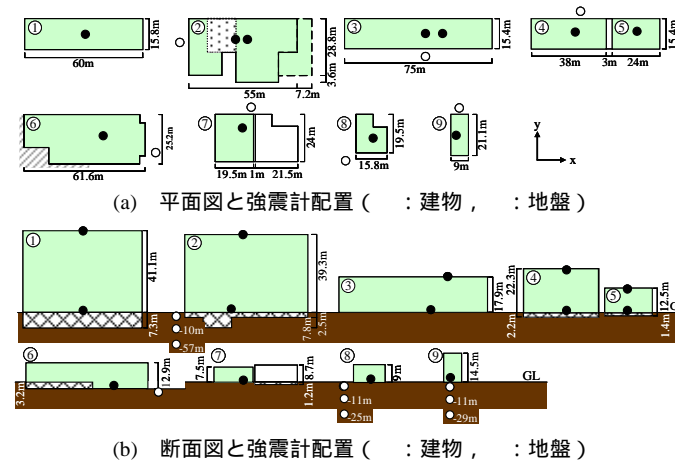 ① 15.8m 60m
② 28.8m 3.6m 55m 7.2m
③ 15.4m 75m
④ ⑤ 15.4m 38m 3m 24m
⑥ 25.2m 61.6m
⑦ 24m 19.5m 1m 21.5m
⑧ 19.5m 15.8m
⑨ 21.1m 9m
y x
(a) 平面図と強震計配置 ( :建物, :地盤)
① 41.1m 7.3m
② 39.3m 7.8m 2.5m -10m -57m
③ 17.9m
④ 22.3m 2.2m
⑤ 12.5m 1.4m
⑥ 12.9m 3.2m
⑦ 7.5m 8.7m 1.2m
⑧ 9m -11m -25m
⑨ 14.5m -11m -29m
GL
(b) 断面図と強震計配置 ( :建物, :地盤)